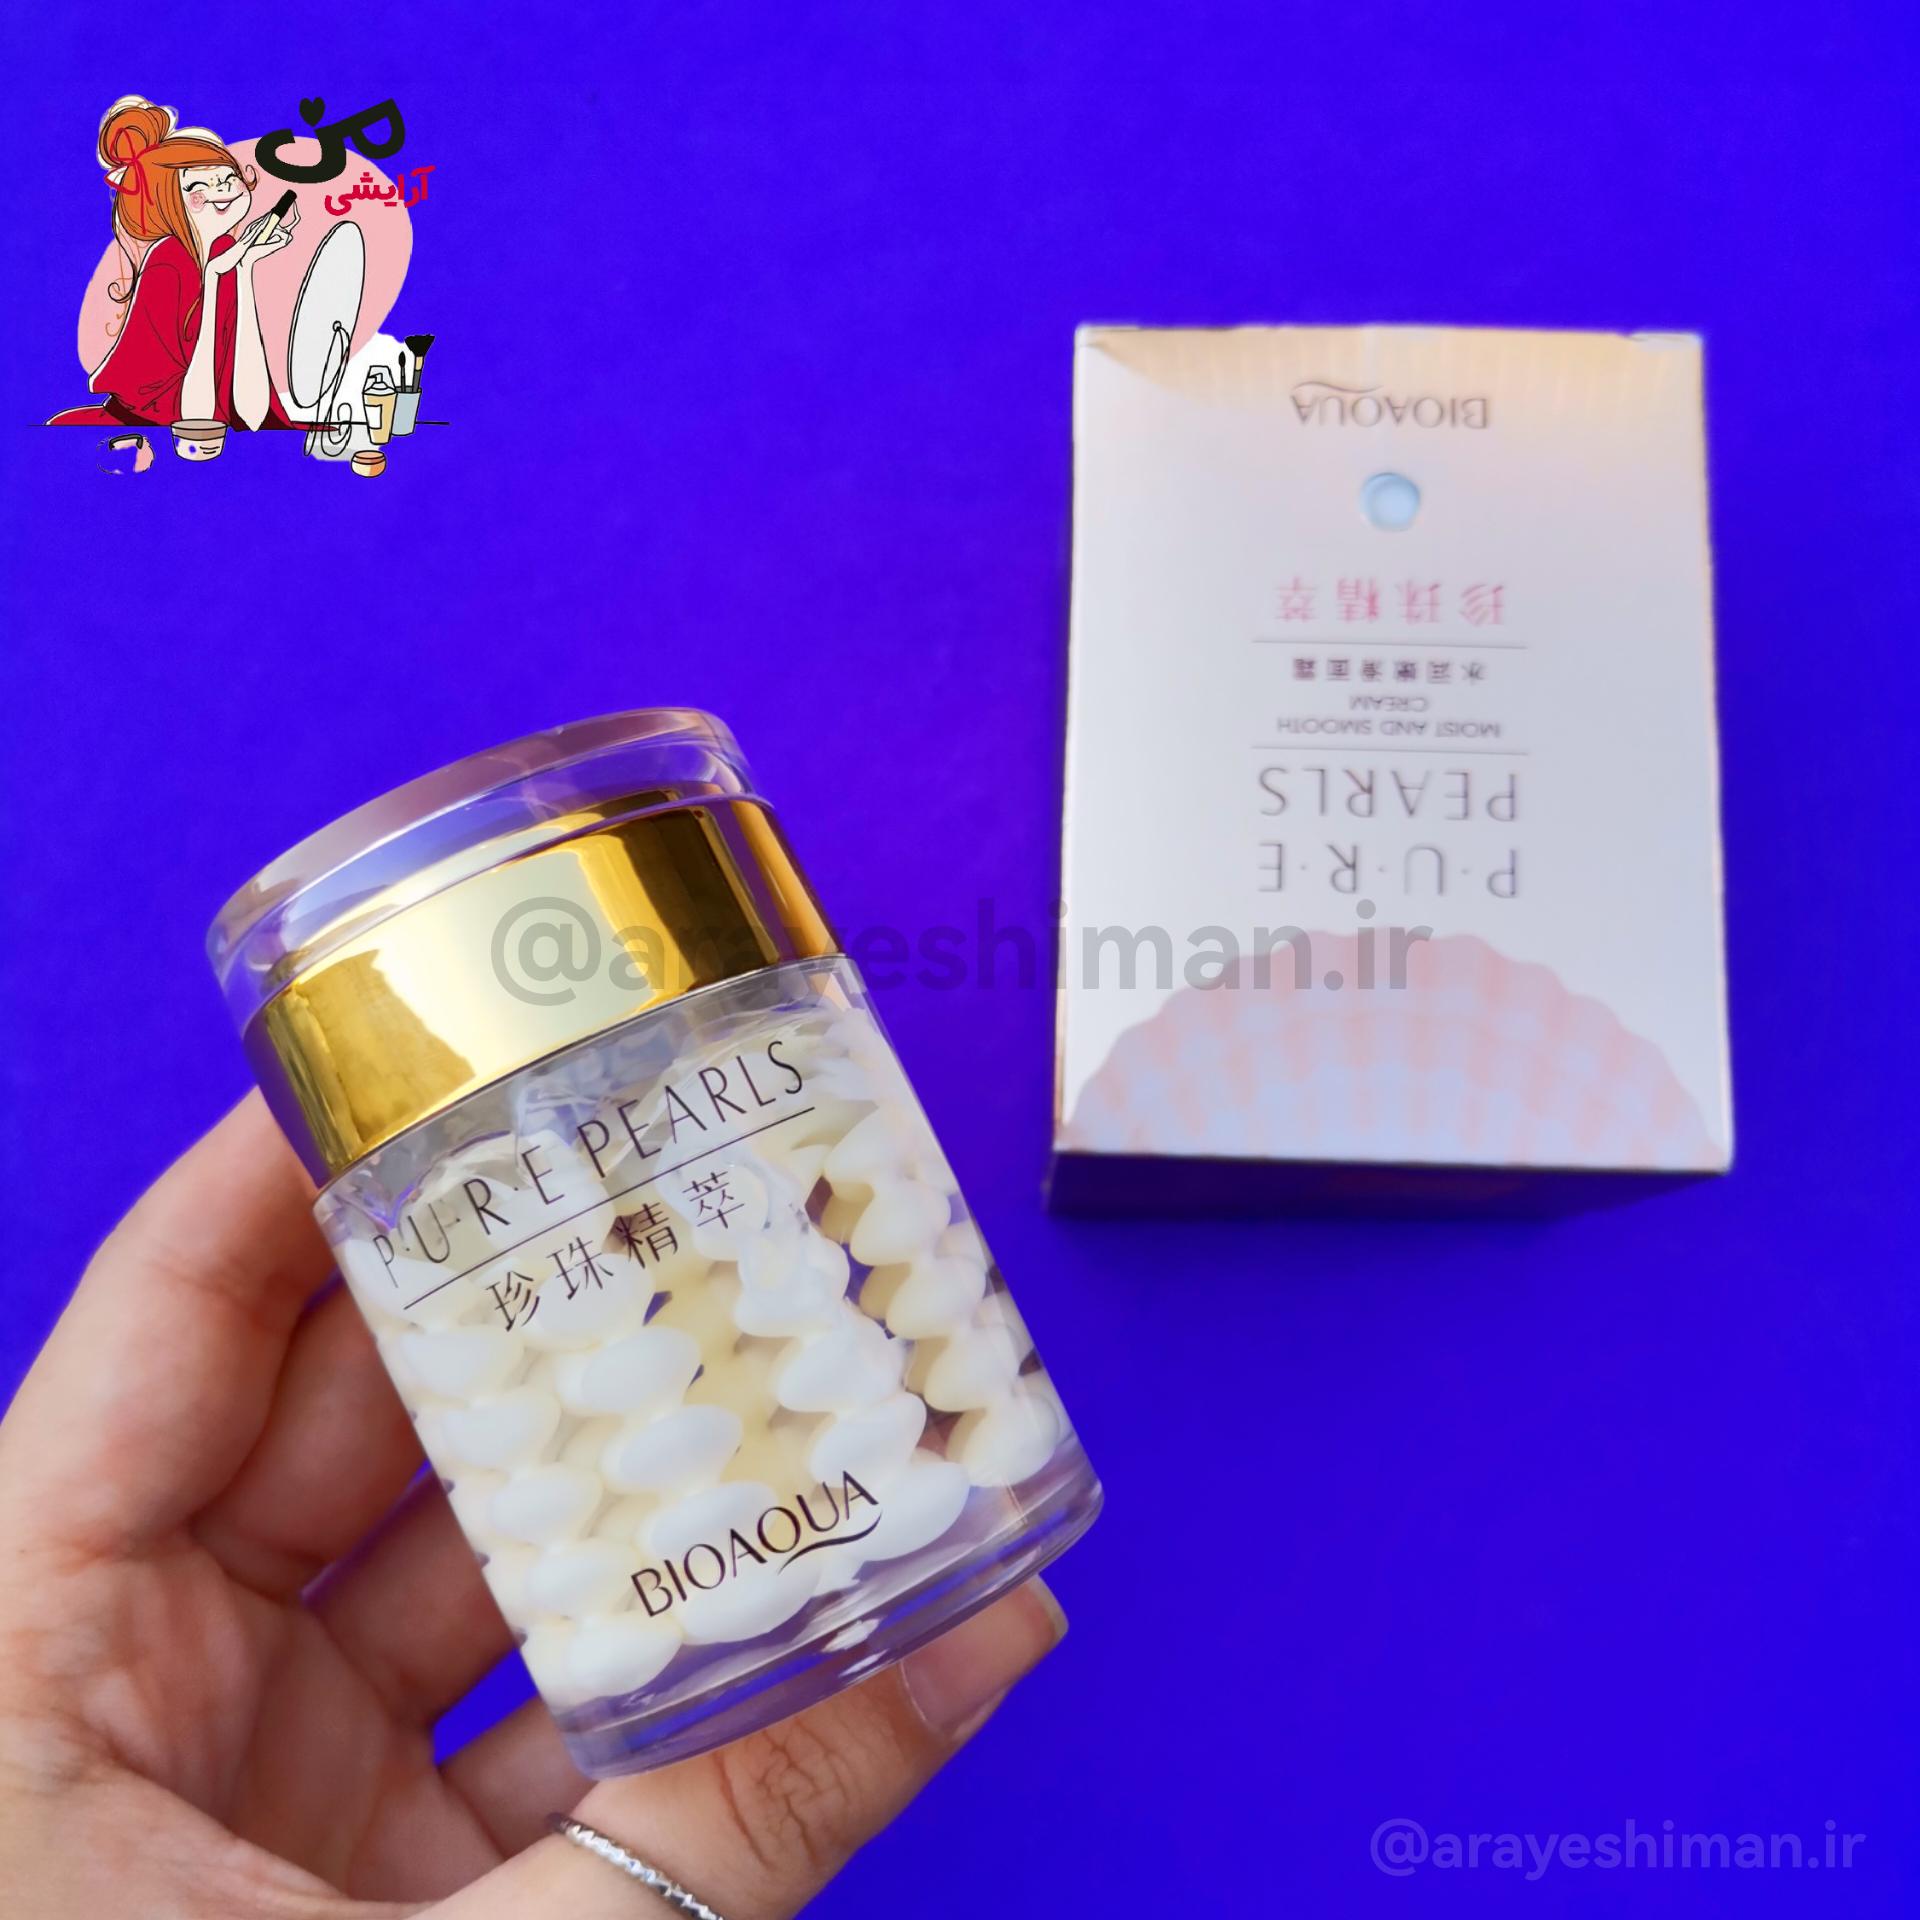 من
آرایشی
BIOAQUA
珍珠精萃
水润嫩滑面霜
MOIST AND SMOOTH
CREAM
P·U·R·E
PEARLS
@arayeshiman.ir
P·U·R·E PEARLS
珍珠精萃
BIOAQUA
@arayeshiman.ir